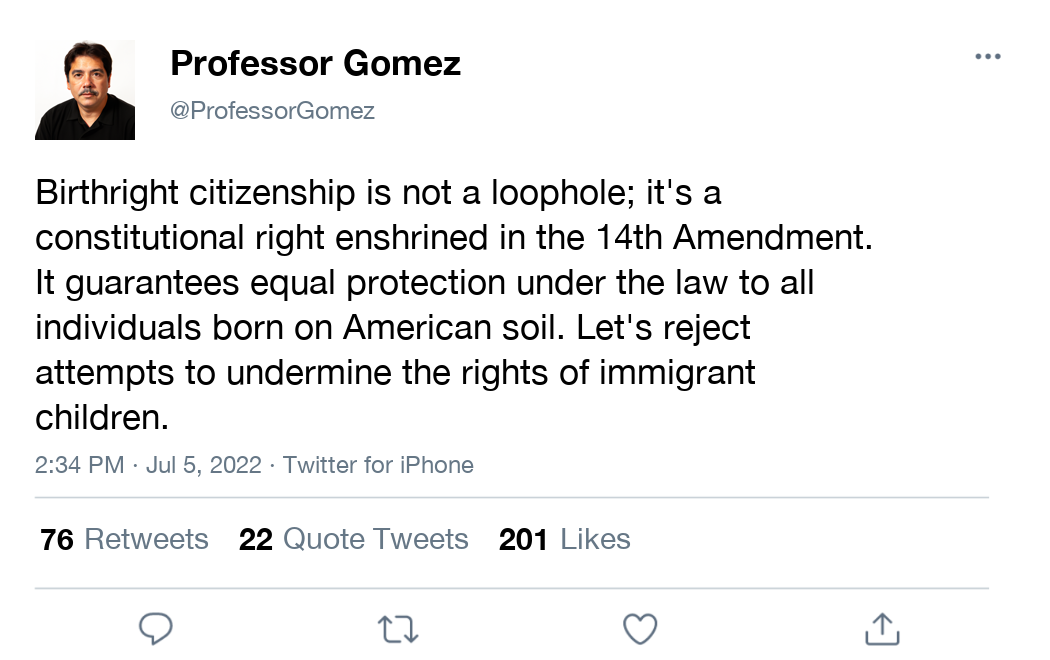 Professor Gomez
@ProfessorGomez
Birthright citizenship is not a loophole; it's a
constitutional right enshrined in the 14th Amendment.
It guarantees equal protection under the law to all
individuals born on American soil. Let's reject
attempts to undermine the rights of immigrant
children.
2:34 PM · Jul 5, 2022 · Twitter for iPhone
76 Retweets 22 Quote Tweets 201 Likes